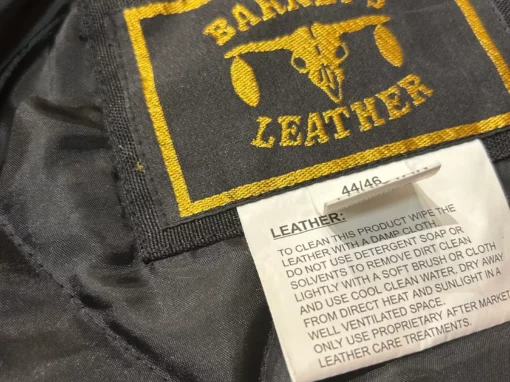 LEATHER
44/46
LEATHER:
TO CLEAN THIS PRODUCT WIPE THE
LEATHER WITH A DAMP CLOTH.
DO NOT USE DETERGENT SOAP OR
SOLVENTS TO REMOVE DIRT CLEAN
LIGHTLY WITH A SOFT BRUSH OR CLOTH
AND USE COOL CLEAN WATER. DRY AWAY
FROM DIRECT HEAT AND SUNLIGHT IN A
WELL VENTILATED SPACE.
ONLY USE PROPRIETARY AFTER MARKET
LEATHER CARE TREATMENTS.